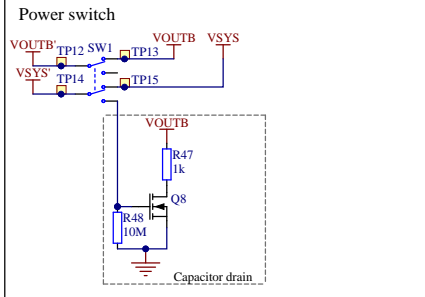 Power switch
VOUTB'
TP12
SW1
TP13
VOUTB
VSYS
VSYS'
TP14
TP15
VOUTB
R47
1k
Q8
R48
10M
Capacitor drain